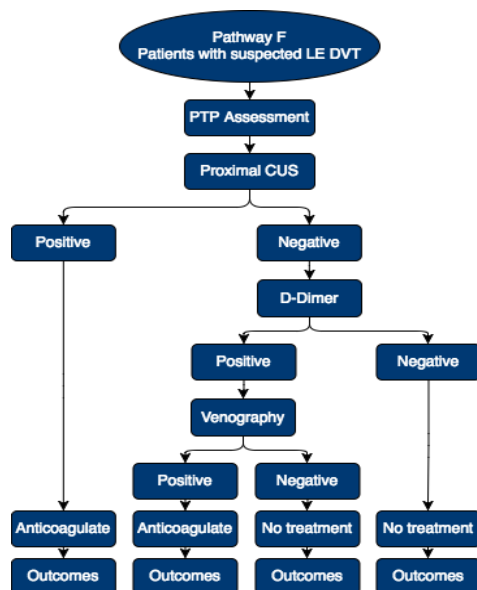 Pathway F
Patients with suspected LE DVT
PTP Assessment
Proximal CUS
Positive
Negative
D-Dimer
Positive
Negative
Venography
Positive
Negative
Anticoagulate
Anticoagulate
No treatment
No treatment
Outcomes
Outcomes
Outcomes
Outcomes